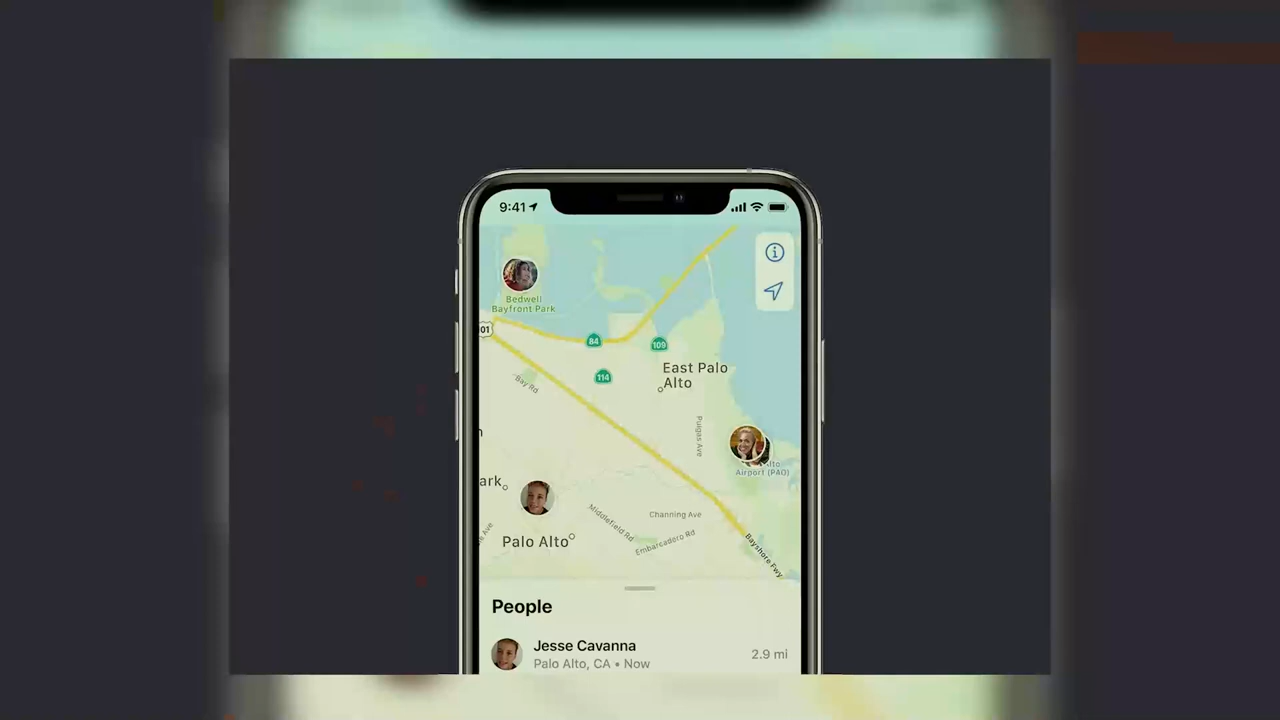 9:41
Bedwell
Bayfront Park
101
84
109
114
East Palo
Alto
Bay Rd
Pulgas Ave
Airport (PAO)
ark
Middlefield Rd
Channing Ave
Embarcadero Rd
Palo Alto
Bayshore Fwy
People
Jesse Cavanna
2.9 mi
Palo Alto, CA • Now